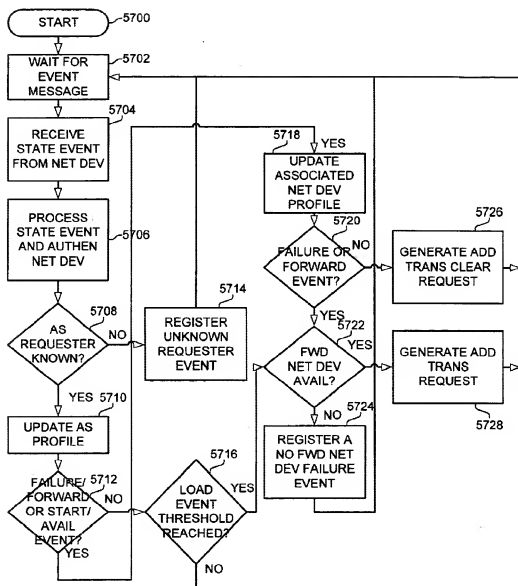 START
5700
WAIT FOR
EVENT
MESSAGE
5702
5704
RECEIVE
STATE EVENT
FROM NET DEV
PROCESS
STATE EVENT
AND AUTHEN
NET DEV
5706
5708
AS
REQUESTER
KNOWN?
NO
YES
5710
UPDATE AS
PROFILE
5712
FAILURE/
FORWARD
OR START/
AVAIL
EVENT?
NO
YES
5714
REGISTER
UNKNOWN
REQUESTER
EVENT
5716
LOAD
EVENT
THRESHOLD
REACHED?
YES
NO
5718
YES
UPDATE
ASSOCIATED
NET DEV
PROFILE
5720
FAILURE OR
FORWARD
EVENT?
NO
YES
5722
FWD
NET DEV
AVAIL?
YES
NO
5724
REGISTER A
NO FWD NET
DEV FAILURE
EVENT
5726
GENERATE ADD
TRANS CLEAR
REQUEST
GENERATE ADD
TRANS
REQUEST
5728